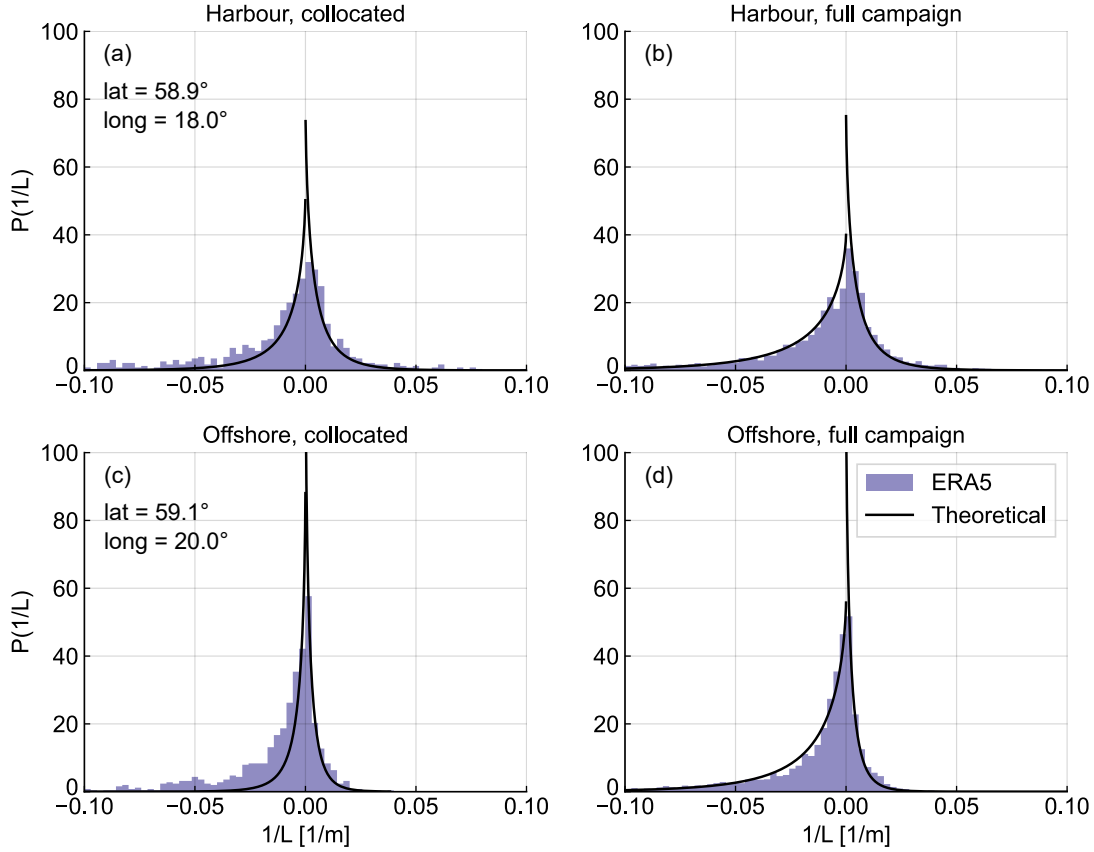 Harbour, collocated
(a)
lat = 58.9°
long = 18.0°
100
80
60
40
20
0
P(1/L)
−0.10 −0.05 0.00 0.05 0.10
Harbour, full campaign
(b)
100
80
60
40
20
0
−0.10 −0.05 0.00 0.05 0.10
Offshore, collocated
(c)
lat = 59.1°
long = 20.0°
100
80
60
40
20
0
P(1/L)
−0.10 −0.05 0.00 0.05 0.10
1/L [1/m]
Offshore, full campaign
(d)
ERA5
Theoretical
100
80
60
40
20
0
−0.10 −0.05 0.00 0.05 0.10
1/L [1/m]